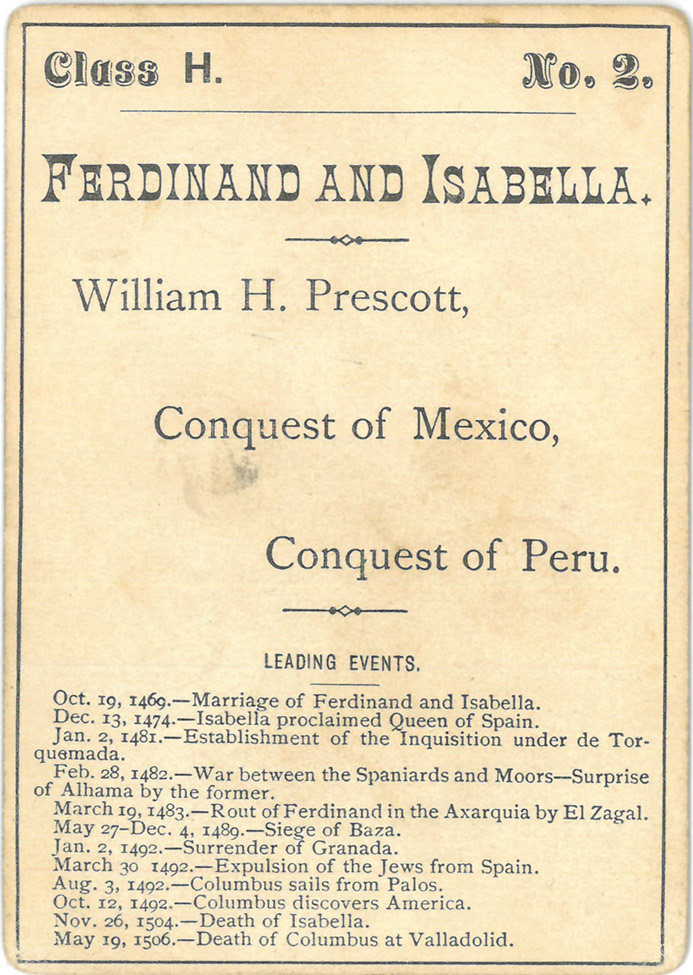 Class H. No. 2.
FERDINAND AND ISABELLA.
William H. Prescott,
Conquest of Mexico,
Conquest of Peru.
LEADING EVENTS.
Oct. 19, 1469.—Marriage of Ferdinand and Isabella.
Dec. 13, 1474.—Isabella proclaimed Queen of Spain.
Jan. 2, 1481.—Establishment of the Inquisition under de Tor-
quemada.
Feb. 28, 1482.—War between the Spaniards and Moors—Surprise
of Alhama by the former.
March 19, 1483.—Rout of Ferdinand in the Axarquia by El Zagal.
May 27–Dec. 4, 1489.—Siege of Baza.
Jan. 2, 1492.—Surrender of Granada.
March 30 1492.—Expulsion of the Jews from Spain.
Aug. 3, 1492.—Columbus sails from Palos.
Oct. 12, 1492.—Columbus discovers America.
Nov. 26, 1504.—Death of Isabella.
May 19, 1506.—Death of Columbus at Valladolid.